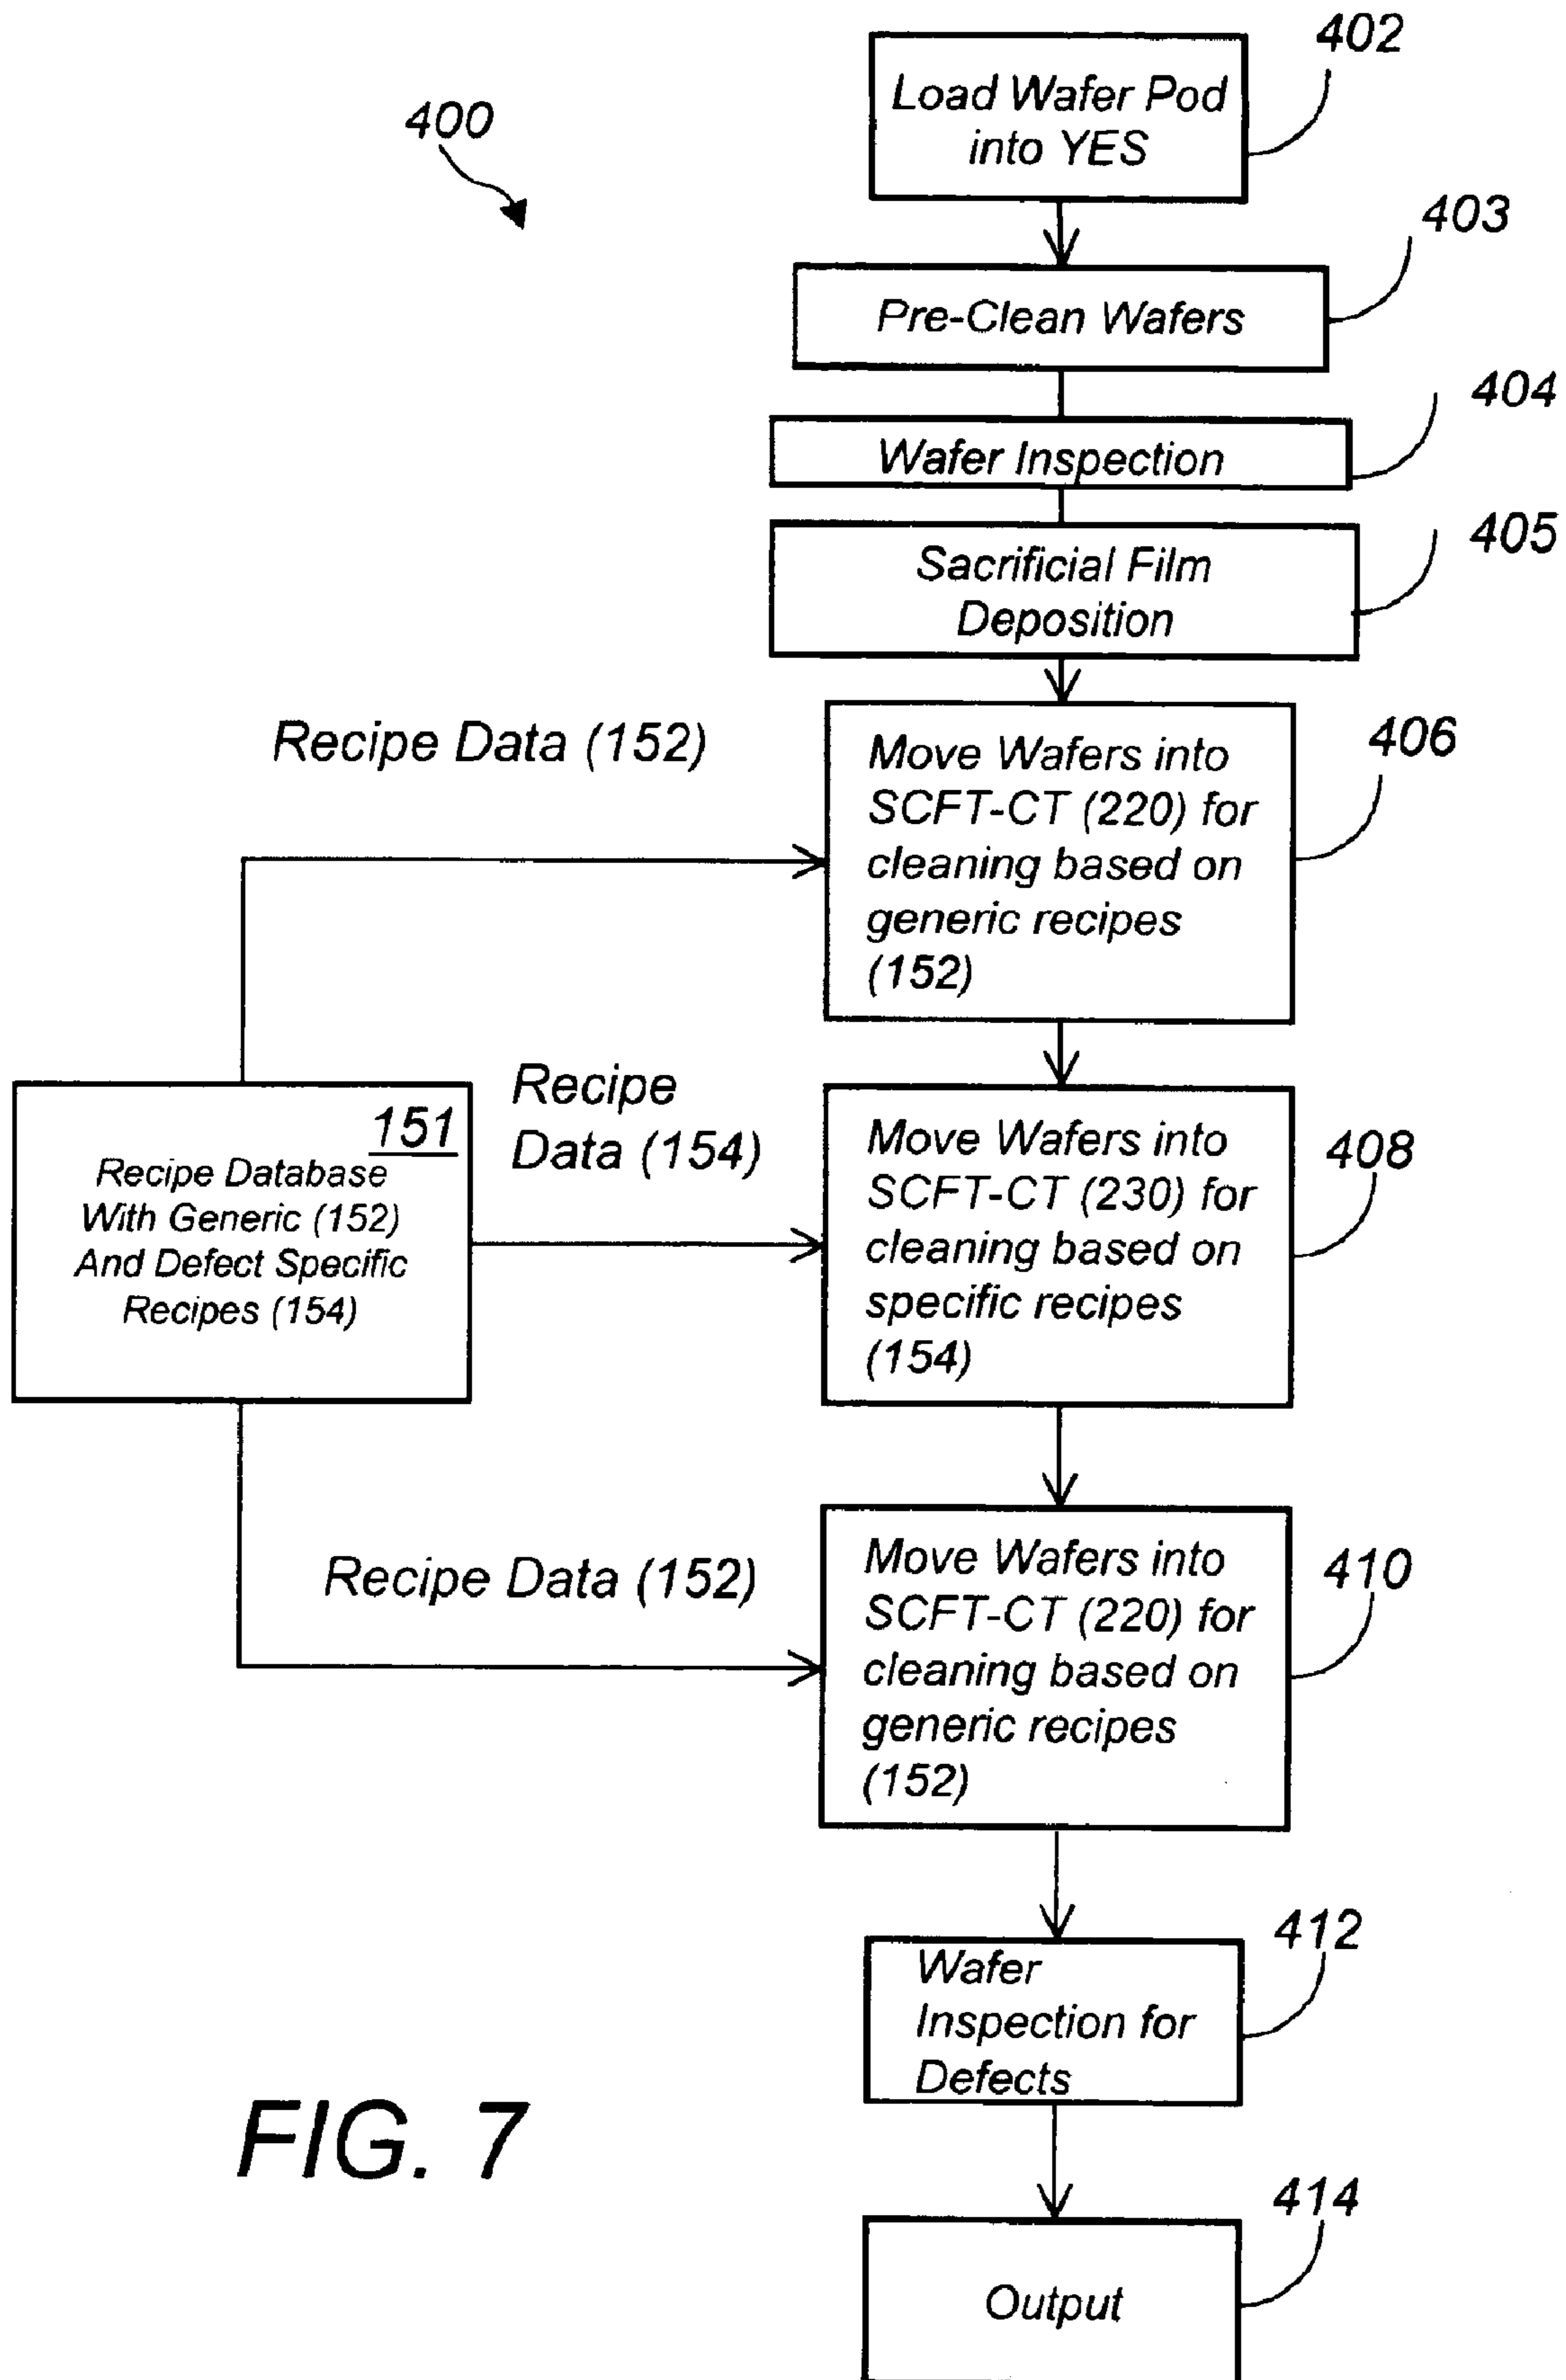 400
402
Load Wafer Pod
into YES
403
Pre-Clean Wafers
404
Wafer Inspection
405
Sacrificial Film
Deposition
Recipe Data (152)
406
Move Wafers into
SCFT-CT (220) for
cleaning based on
generic recipes
(152)
151
Recipe Database
With Generic (152)
And Defect Specific
Recipes (154)
Recipe
Data (154)
408
Move Wafers into
SCFT-CT (230) for
cleaning based on
specific recipes
(154)
Recipe Data (152)
410
Move Wafers into
SCFT-CT (220) for
cleaning based on
generic recipes
(152)
412
Wafer
Inspection for
Defects
414
Output
FIG. 7